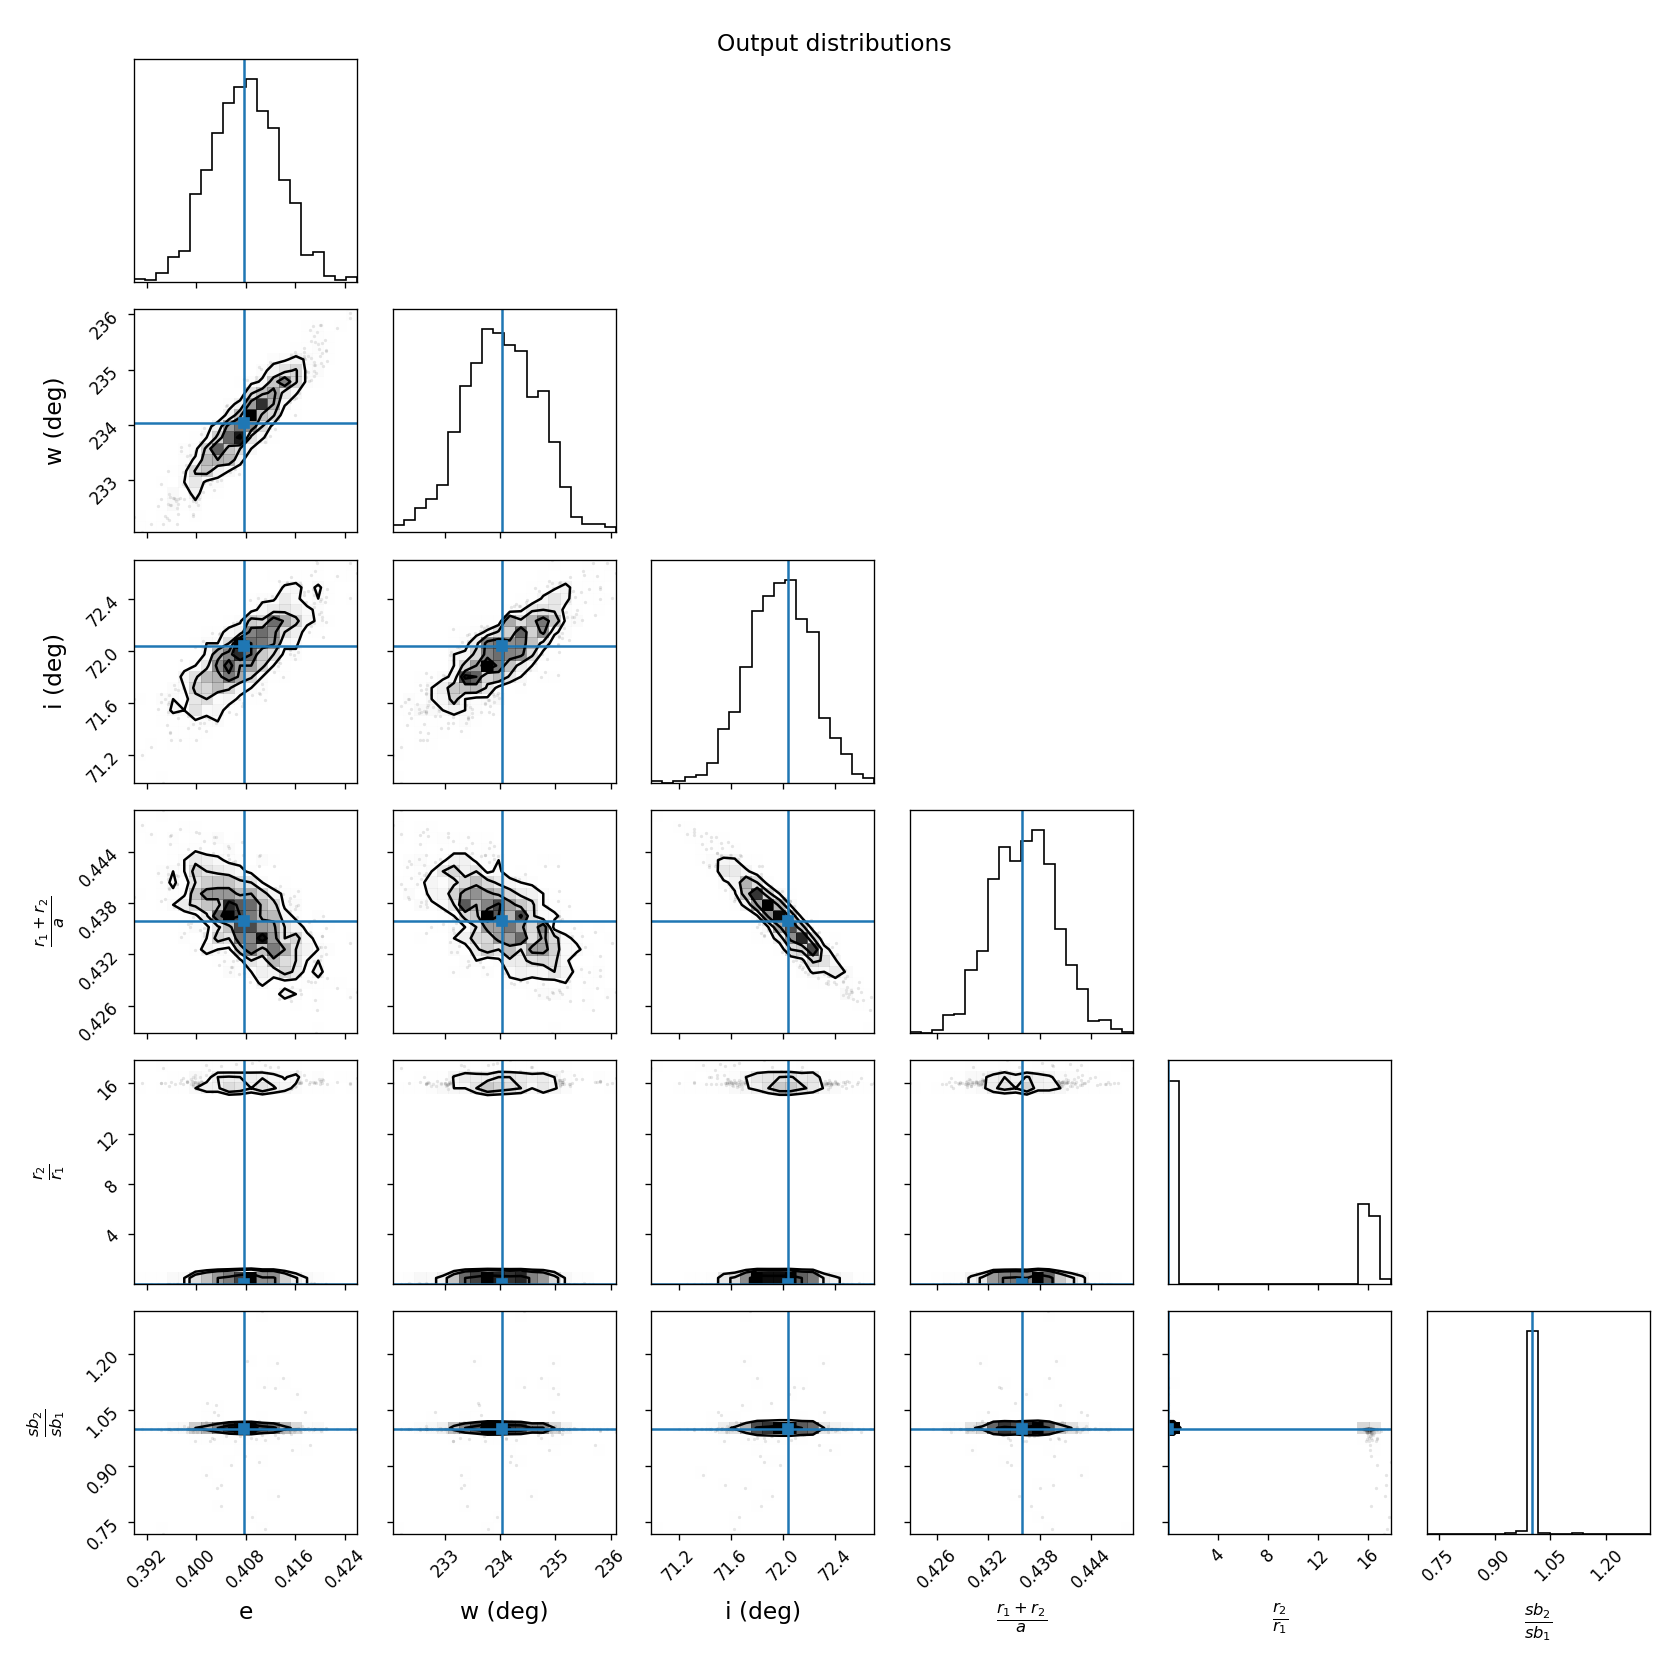 Output distributions
w (deg)
236
235
234
233
i (deg)
72.4
72.0
71.6
71.2
r₁ + r₂ / a
0.444
0.438
0.432
0.426
r₂ / r₁
16
12
8
4
sb₂ / sb₁
1.20
1.05
0.90
0.75
0.392 0.400 0.408 0.416 0.424
233 234 235 236
71.2 71.6 72.0 72.4
0.426 0.432 0.438 0.444
4 8 12 16
0.75 0.90 1.05 1.20
e
w (deg)
i (deg)
r₁ + r₂ / a
r₂ / r₁
sb₂ / sb₁